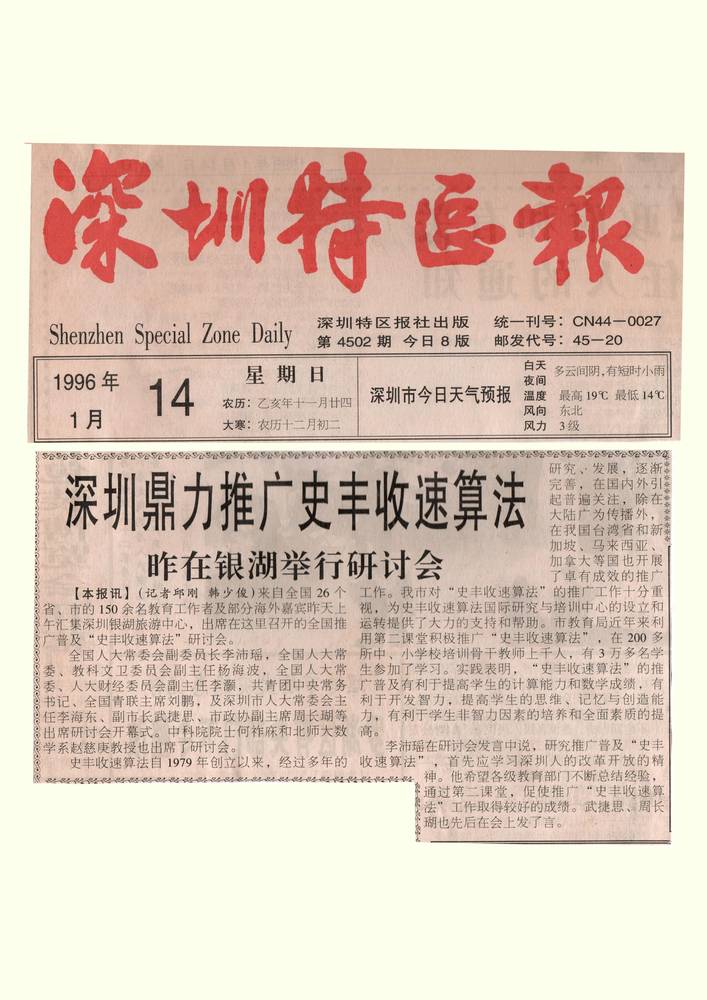 深圳特區報
Shenzhen Special Zone Daily
深圳特区报社出版
第 4502 期 今日 8 版
统一刊号：CN44—0027
邮发代号：45—20
1996 年
1 月
14
星期日
农历：乙亥年十一月廿四
大寒：农历十二月初二
深圳市今日天气预报
白天
夜间
多云间阴,有短时小雨
温度 最高 19℃ 最低 14℃
风向 东北
风力 3 级
深圳鼎力推广史丰收速算法
昨在银湖举行研讨会
【本报讯】（记者邱刚 韩少俊）来自全国 26 个
省、市的 150 余名教育工作者及部分海外嘉宾昨天上
午汇集深圳银湖旅游中心，出席在这里召开的全国推
广普及“史丰收速算法”研讨会。
全国人大常委会副委员长李沛瑶，全国人大常
委、教科文卫委员会副主任杨海波，全国人大常
委、人大财经委员会副主任李灏，共青团中央常务
书记、全国青联主席刘鹏，及深圳市人大常委会主
任李海东、副市长武捷思、市政协副主席周长瑚等
出席研讨会开幕式。中科院院士何祚庥和北师大数
学系赵慈庚教授也出席了研讨会。
史丰收速算法自 1979 年创立以来，经过多年的
研究、发展，逐渐
完善，在国内外引
起普遍关注，除在
大陆广为传播外，
在我国台湾省和新
加坡、马来西亚、
加拿大等国也开展
了卓有成效的推广
工作。我市对“史丰收速算法”的推广工作十分重
视，为史丰收速算法国际研究与培训中心的设立和
运转提供了大力的支持和帮助。市教育局近年来利
用第二课堂积极推广“史丰收速算法”，在 200 多
所中、小学校培训骨干教师上千人，有 3 万多名学
生参加了学习。实践表明，“史丰收速算法”的推
广普及有利于提高学生的计算能力和数学成绩，有
利于开发智力，提高学生的思维、记忆与创造能
力，有利于学生非智力因素的培养和全面素质的提
高。
李沛瑶在研讨会发言中说，研究推广普及“史丰
收速算法”，首先应学习深圳人的改革开放的精
神。他希望各级教育部门不断总结经验，
通过第二课堂，促使推广“史丰收速算
法”工作取得较好的成绩。武捷思、周长
瑚也先后在会上发了言。